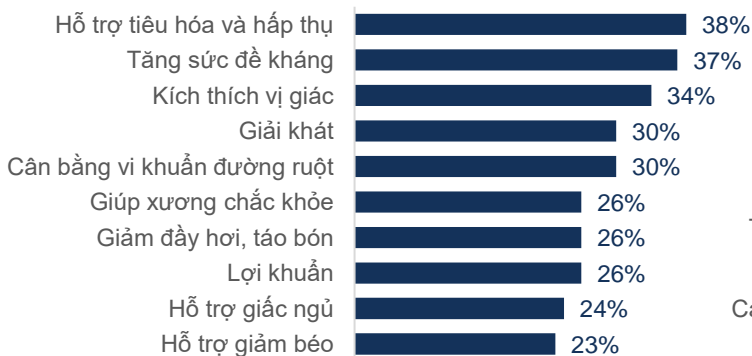 Hỗ trợ tiêu hóa và hấp thụ 38%
Tăng sức đề kháng 37%
Kích thích vị giác 34%
Giải khát 30%
Cân bằng vi khuẩn đường ruột 30%
Giúp xương chắc khỏe 26%
Giảm đầy hơi, táo bón 26%
Lợi khuẩn 26%
Hỗ trợ giấc ngủ 24%
Hỗ trợ giảm béo 23%